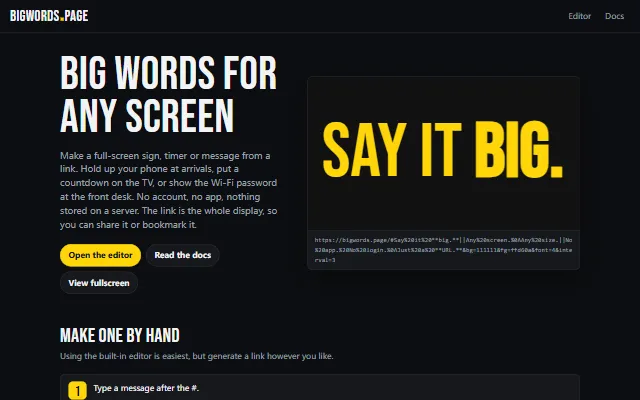 BIGWORDS.PAGE
Editor
Docs
BIG WORDS FOR
ANY SCREEN
Make a full-screen sign, timer or message from a
link. Hold up your phone at arrivals, put a
countdown on the TV, or show the Wi-Fi password
at the front desk. No account, no app, nothing
stored on a server. The link is the whole display, so
you can share it or bookmark it.
Open the editor
Read the docs
View fullscreen
SAY IT BIG.
https://bigwords.page/#Say%20it%20**big.**||Any%20screen.%0AAny%20size.||No
%20app.%20No%20login.%0AJust%20a%20**URL.**&bg=111111&fg=ffd60a&font=6&inte
rval=3
MAKE ONE BY HAND
Using the built-in editor is easiest, but generate a link however you like.
1
Type a message after the #.